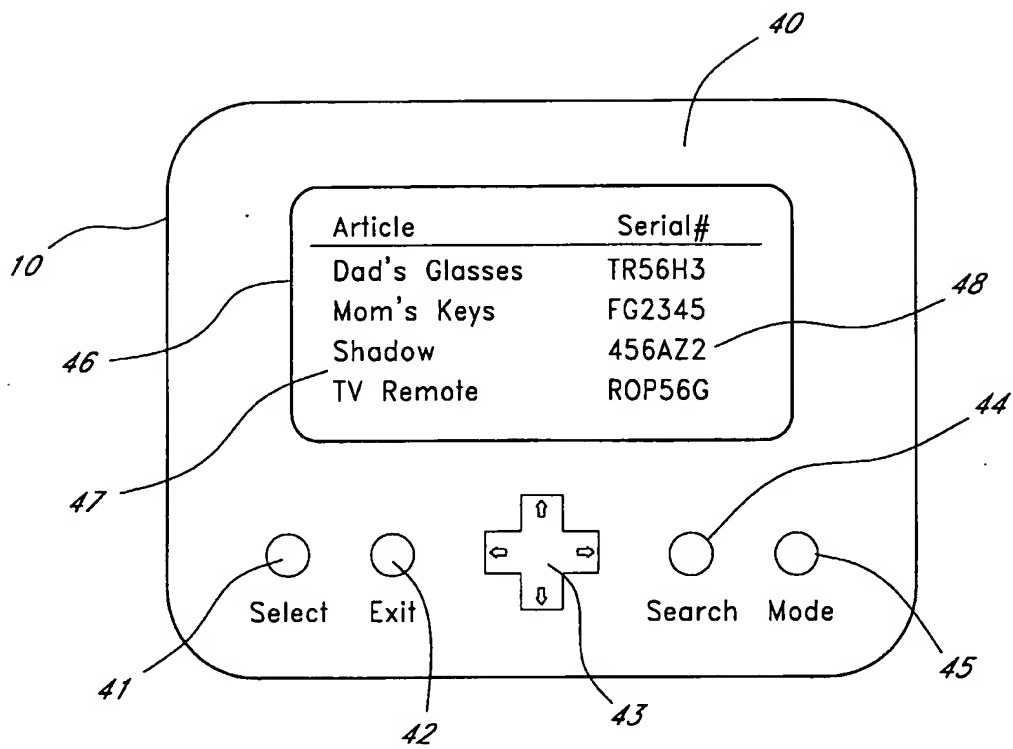 40
10
Article Serial#
Dad's Glasses TR56H3
Mom's Keys FG2345
48
46
Shadow 456AZ2
TV Remote ROP56G
44
47
Select Exit Search Mode
41 42 43 45